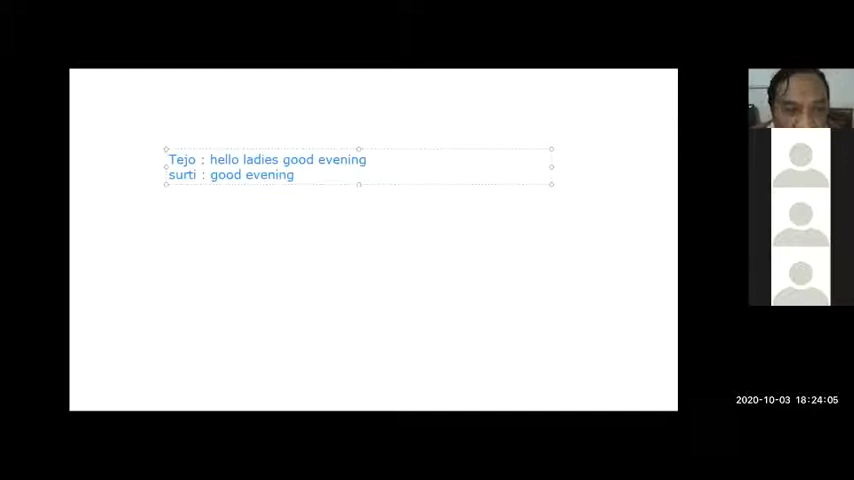 Tejo : hello ladies good evening
surti : good evening
2020-10-03 18:24:05